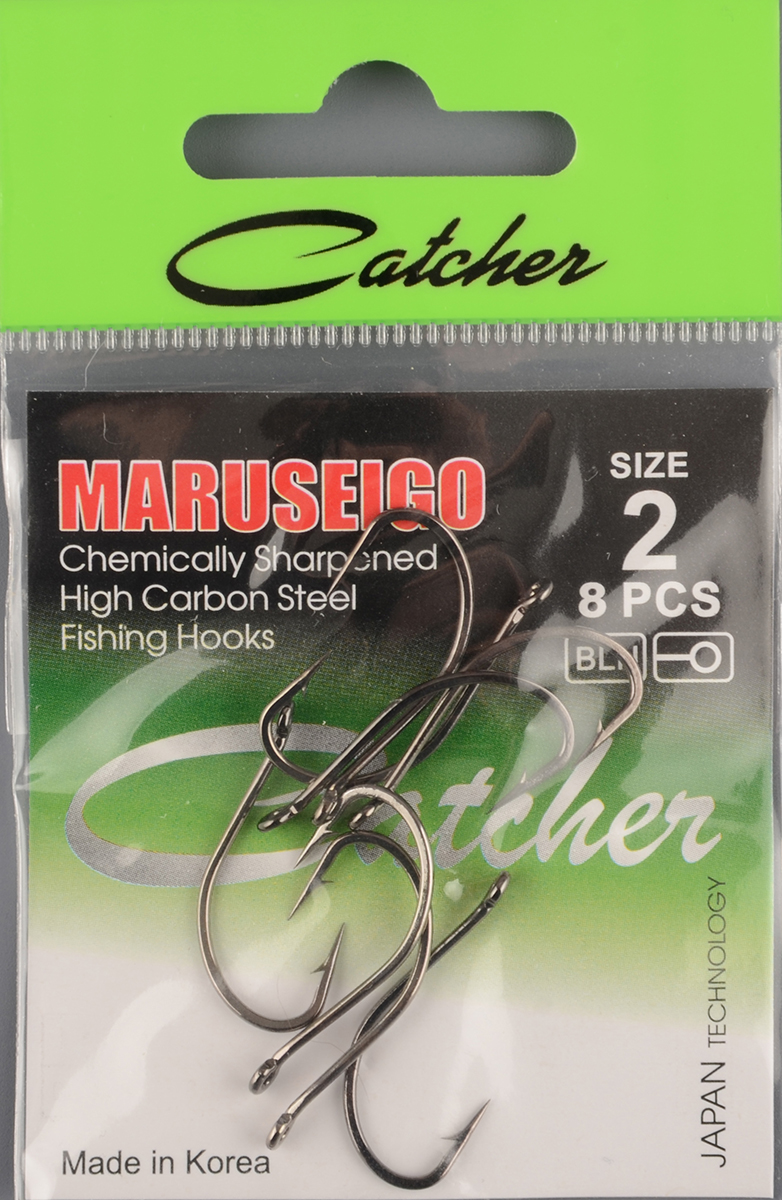 Catcher
MARUSEIGO
Chemically Sharpened
High Carbon Steel
Fishing Hooks
SIZE
2
8 PCS
BLN
Catcher
JAPAN TECHNOLOGY
Made in Korea